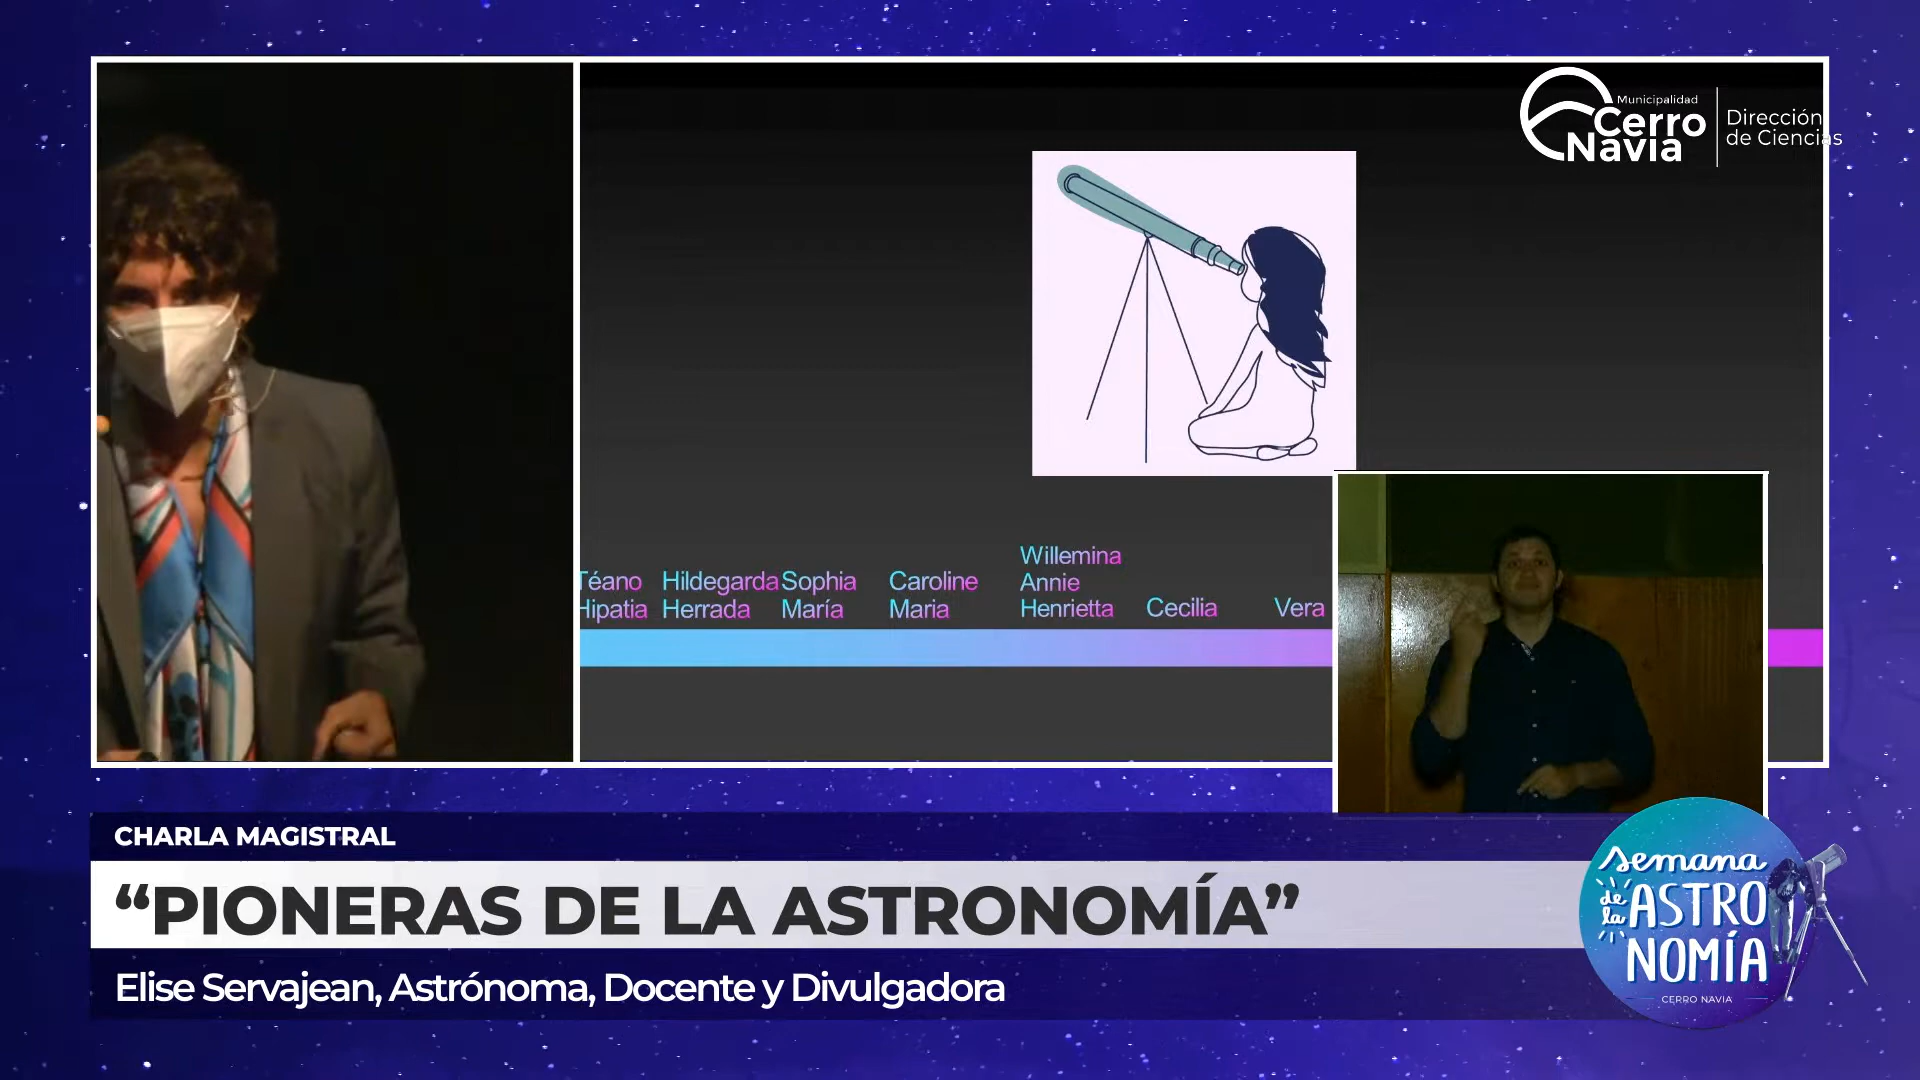 Municipalidad
Cerro
Navia
Dirección
de Ciencias
Willemina
Téano Hildegarda Sophia Caroline Annie
Hipatia Herrada María Maria Henrietta Cecilia Vera
CHARLA MAGISTRAL
“PIONERAS DE LA ASTRONOMÍA”
Elise Servajean, Astrónoma, Docente y Divulgadora
Semana
de
la ASTRO
NOMÍA
CERRO NAVIA